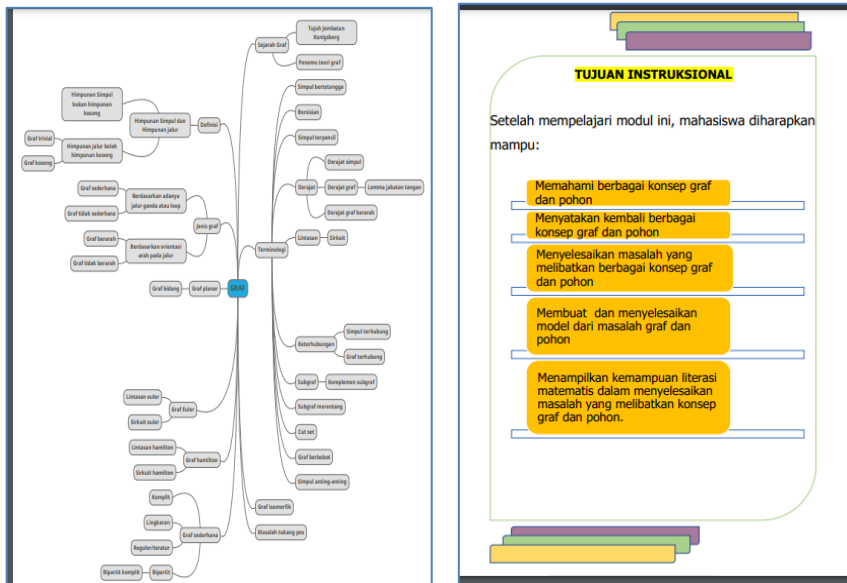 Tujuh Jembatan
Konigsberg
Sejarah Graf
Penemu teori graf
Himpunan Simpul
bukan himpunan
kosong
Himpunan Simpul dan
Himpunan jalur
Definisi
Graf trivial
Himpunan Jalur boleh
himpunan kosong
Graf kosong
Graf sederhana
Berdasarkan adanya
jalur ganda atau loop
Graf tidak sederhana
Jenis graf
Graf berarah
Berdasarkan orientasi
arah pada jalur
Graf tidak berarah
Graf bidang
Graf planar
GRAF
Lintasan euler
Graf Euler
Sirkuit euler
Lintasan hamilton
Graf hamilton
Sirkuit hamilton
Komplit
Lingkaran
Graf sederhana
Reguler/teratur
Bipartit komplit
Bipartit
Simpul bertetangga
Bersisian
Simpul terpencil
Derajat simpul
Derajat
Derajat graf
Lemma jabatan tangan
Derajat graf berarah
Lintasan
Sirkuit
Terminologi
Simpul terhubung
Keterhubungan
Graf terhubung
Subgraf
Komplemen subgraf
Subgraf merentang
Cut set
Graf berbobot
Simpul anting-anting
Graf isomorfik
Masalah tukang pos
TUJUAN INSTRUKSIONAL
Setelah mempelajari modul ini, mahasiswa diharapkan
mampu:
Memahami berbagai konsep graf
dan pohon
Menyatakan kembali berbagai
konsep graf dan pohon
Menyelesaikan masalah yang
melibatkan berbagai konsep graf
dan pohon
Membuat dan menyelesaikan
model dari masalah graf dan
pohon
Menampilkan kemampuan literasi
matematis dalam menyelesaikan
masalah yang melibatkan konsep
graf dan pohon.